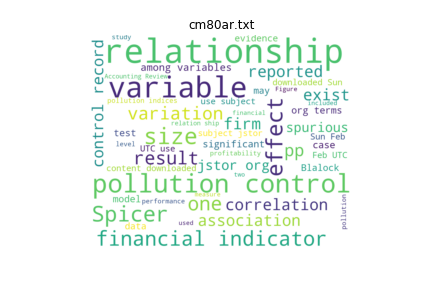 cm80ar.txt
study
evidence
relationship
control record
among variables
reported
Accounting Review
downloaded Sun
variable
may
Figure
exist
pollution indices
use subject
included
variation
effect
org terms
relation ship
financial
firm
spurious
test
size
subject jstor
Sun Feb
level
UTC use
significant
case
result
pp
Feb UTC
profitability
content downloaded
jstor org
Blalock
two
pollution control
measure
model
performance
one
correlation
Spicer
association
data
used
pollution
financial indicator